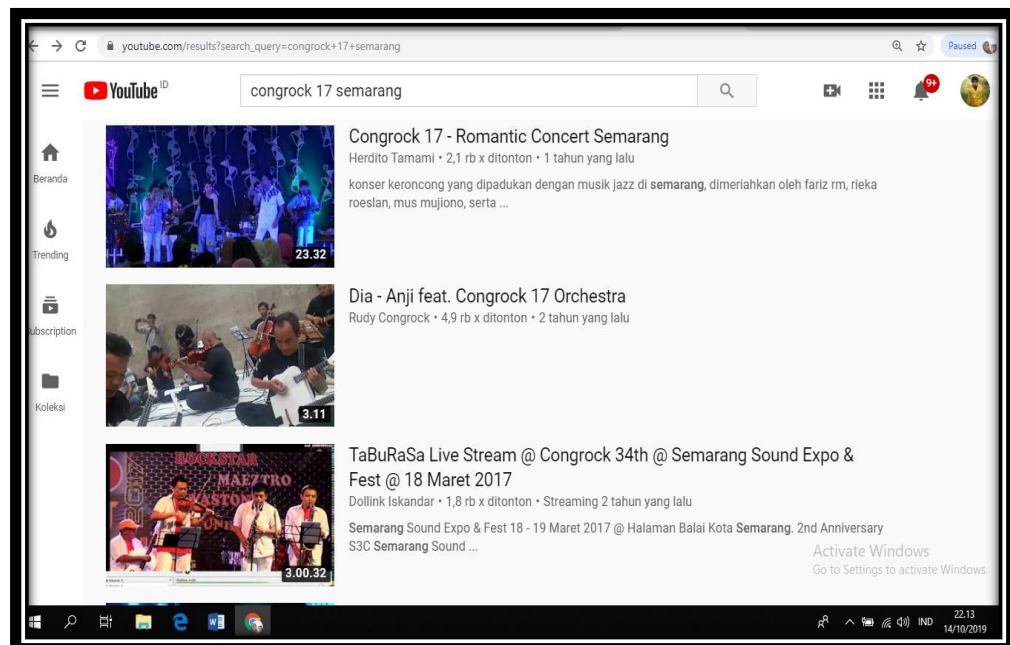 youtube.com/results?search_query=congrock+17+semarang
Paused
YouTube ID
congrock 17 semarang
9+
Beranda
Trending
ubscription
Koleksi
23.32
Congrock 17 - Romantic Concert Semarang
Herdito Tamami • 2,1 rb x ditonton • 1 tahun yang lalu
konser keroncong yang dipadukan dengan musik jazz di semarang, dimeriahkan oleh fariz rm, rieka
roeslan, mus mujiono, serta ...
3.11
Dia - Anji feat. Congrock 17 Orchestra
Rudy Congrock • 4,9 rb x ditonton • 2 tahun yang lalu
ROCKSTAR
MAEZTRO
KASTO
3.00.32
TaBuRaSa Live Stream @ Congrock 34th @ Semarang Sound Expo &
Fest @ 18 Maret 2017
Dollink Iskandar • 1,8 rb x ditonton • Streaming 2 tahun yang lalu
Semarang Sound Expo & Fest 18 - 19 Maret 2017 @ Halaman Balai Kota Semarang. 2nd Anniversary
S3C Semarang Sound ...
Activate Windows
Go to Settings to activate Windows.
IND
22.13
14/10/2019